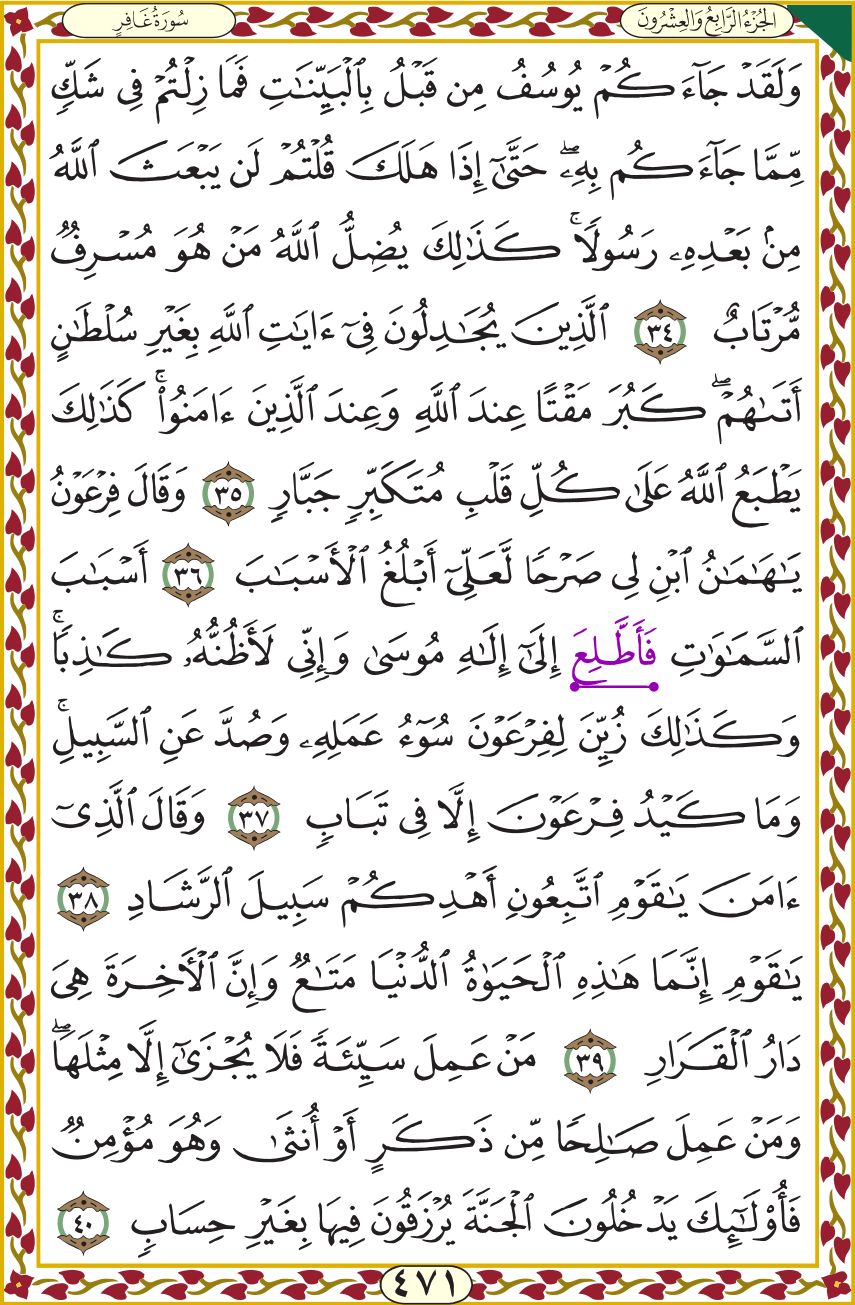 الجُزْءُ الرَّابِعُ وَالعِشْرُونَ
سُورَةُ غَافِرٍ
وَلَقَدْ جَآءَكُمْ يُوسُفُ مِن قَبْلُ بِٱلْبَيِّنَٰتِ فَمَا زِلْتُمْ فِى شَكٍّ
مِّمَّا جَآءَكُم بِهِۦۖ حَتَّىٰٓ إِذَا هَلَكَ قُلْتُمْ لَن يَبْعَثَ ٱللَّهُ
مِنۢ بَعْدِهِۦ رَسُولًاۚ كَذَٰلِكَ يُضِلُّ ٱللَّهُ مَنْ هُوَ مُسْرِفٌ
مُّرْتَابٌ ٣٤ ٱلَّذِينَ يُجَٰدِلُونَ فِىٓ ءَايَٰتِ ٱللَّهِ بِغَيْرِ سُلْطَٰنٍ
أَتَىٰهُمْۖ كَبُرَ مَقْتًا عِندَ ٱللَّهِ وَعِندَ ٱلَّذِينَ ءَامَنُوا۟ۚ كَذَٰلِكَ
يَطْبَعُ ٱللَّهُ عَلَىٰ كُلِّ قَلْبِ مُتَكَبِّرٍ جَبَّارٍ ٣٥ وَقَالَ فِرْعَوْنُ
يَٰهَٰمَٰنُ ٱبْنِ لِى صَرْحًا لَّعَلِّىٓ أَبْلُغُ ٱلْأَسْبَٰبَ ٣٦ أَسْبَٰبَ
ٱلسَّمَٰوَٰتِ فَأَطَّلِعَ إِلَىٰٓ إِلَٰهِ مُوسَىٰ وَإِنِّى لَأَظُنُّهُۥ كَٰذِبًاۚ
وَكَذَٰلِكَ زُيِّنَ لِفِرْعَوْنَ سُوٓءُ عَمَلِهِۦ وَصُدَّ عَنِ ٱلسَّبِيلِۚ
وَمَا كَيْدُ فِرْعَوْنَ إِلَّا فِى تَبَابٍ ٣٧ وَقَالَ ٱلَّذِىٓ
ءَامَنَ يَٰقَوْمِ ٱتَّبِعُونِ أَهْدِكُمْ سَبِيلَ ٱلرَّشَادِ ٣٨
يَٰقَوْمِ إِنَّمَا هَٰذِهِ ٱلْحَيَوٰةُ ٱلدُّنْيَا مَتَٰعٌ وَإِنَّ ٱلْأَخِرَةَ هِىَ
دَارُ ٱلْقَرَارِ ٣٩ مَنْ عَمِلَ سَيِّئَةً فَلَا يُجْزَىٰٓ إِلَّا مِثْلَهَاۖ
وَمَنْ عَمِلَ صَٰلِحًا مِّن ذَكَرٍ أَوْ أُنثَىٰ وَهُوَ مُؤْمِنٌ
فَأُو۟لَٰٓئِكَ يَدْخُلُونَ ٱلْجَنَّةَ يُرْزَقُونَ فِيهَا بِغَيْرِ حِسَابٍ ٤٠
٤٧١